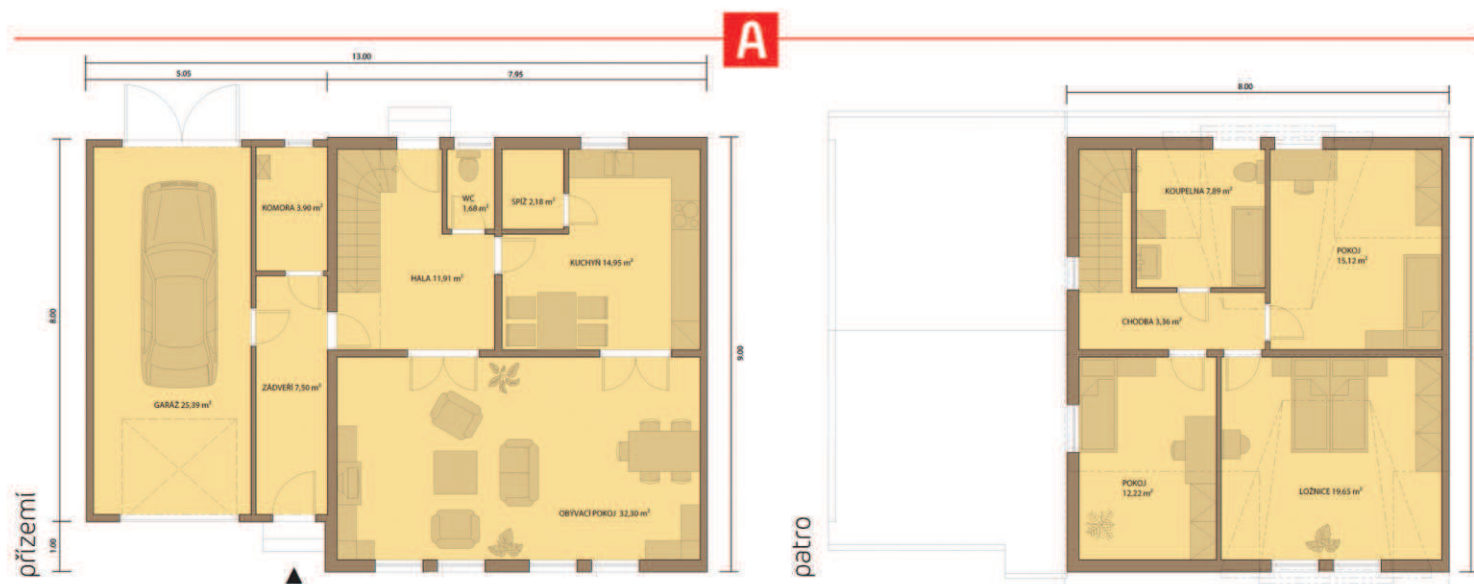 A
13.00
5.05
7.95
8.00
KOMORA 3,90 m²
WC
1,68 m²
SPÍŽ 2,18 m²
KOUPELNA 7,89 m²
HALA 11,91 m²
KUCHYŇ 14,95 m²
POKOJ
15,12 m²
8.00
9.00
CHODBA 3,36 m²
ZÁDVEŘÍ 7,50 m²
GARÁŽ 25,39 m²
OBÝVACÍ POKOJ 32,30 m²
POKOJ
12,22 m²
LOŽNICE 19,65 m²
1.00
přízemí
patro